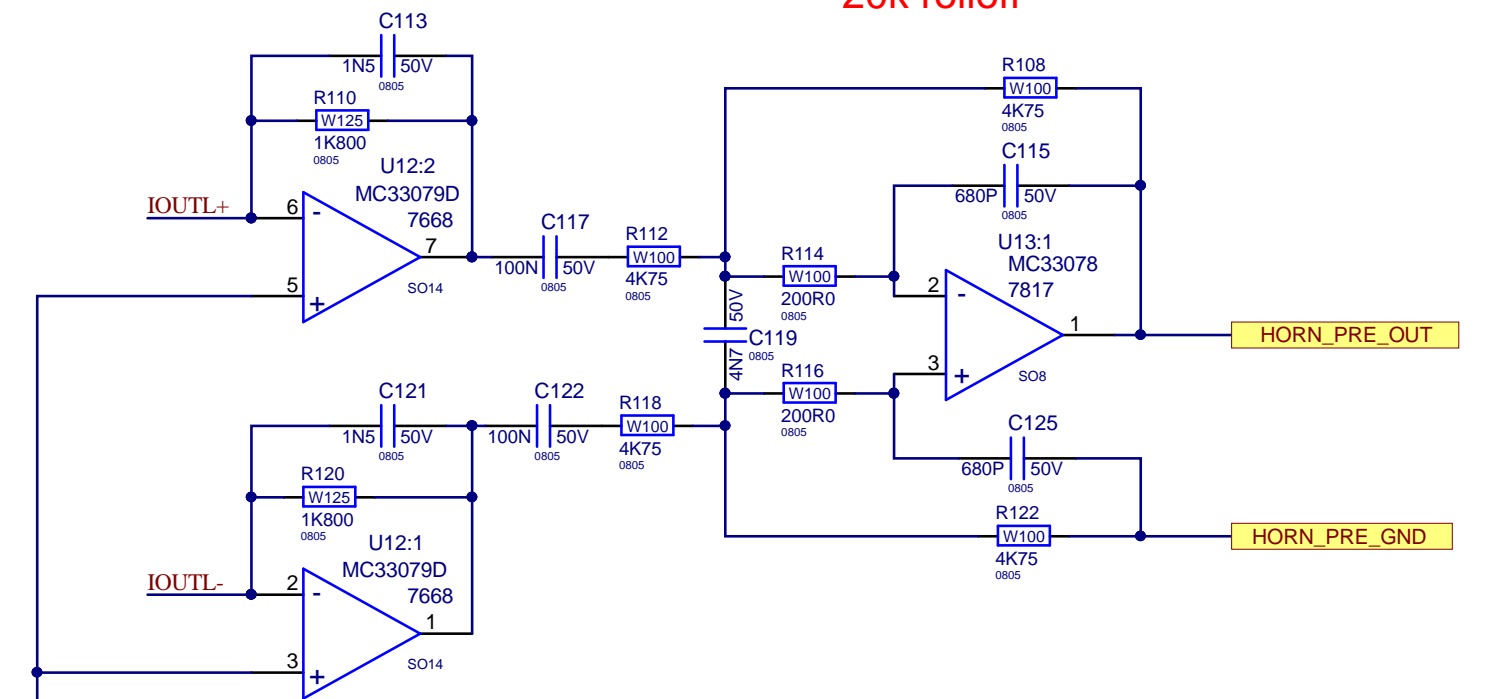 20k rolloff
C113
1N5 50V
0805
R110
W125
1K800
0805
U12:2
MC33079D
7668
IOUTL+
6
-
7
5
+
SO14
C117
100N 50V
0805
R112
W100
4K75
0805
R108
W100
4K75
0805
C115
680P 50V
0805
R114
W100
200R0
0805
U13:1
MC33078
7817
2
-
1
3
+
SO8
HORN_PRE_OUT
50V
C119
0805
4N7
R116
W100
200R0
0805
C121
1N5 50V
0805
C122
100N 50V
0805
R118
W100
4K75
0805
C125
680P 50V
0805
R120
W125
1K800
0805
R122
W100
4K75
0805
HORN_PRE_GND
U12:1
MC33079D
7668
IOUTL-
2
-
1
3
+
SO14